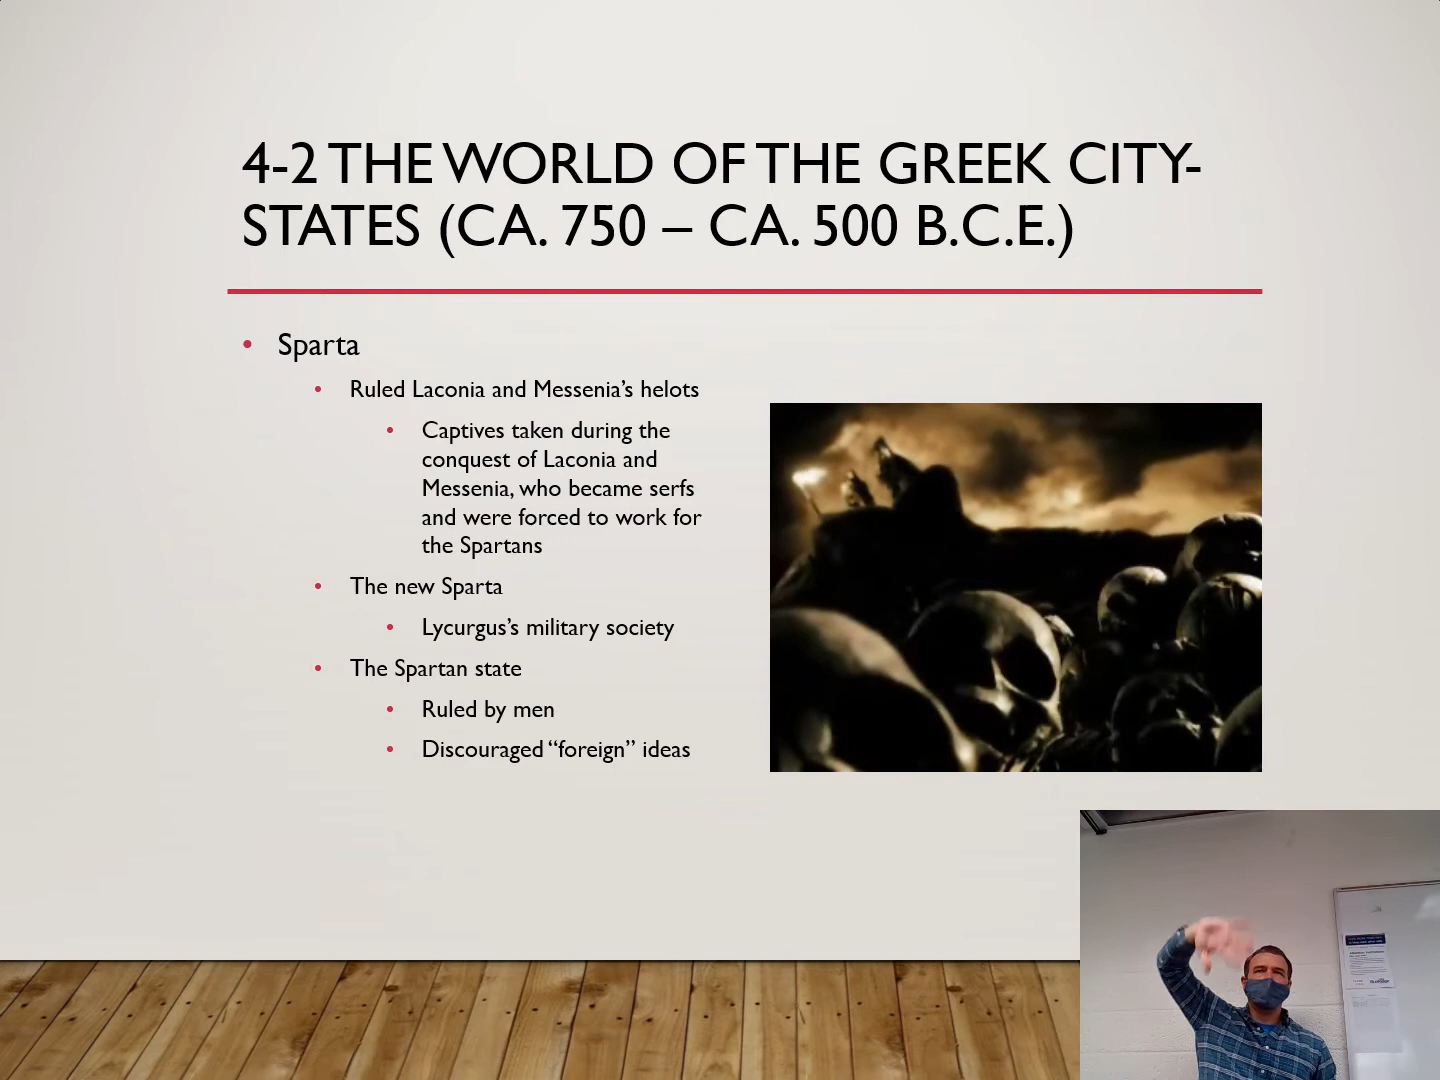 4-2 THE WORLD OF THE GREEK CITY-
STATES (CA. 750 – CA. 500 B.C.E.)
• Sparta
• Ruled Laconia and Messenia’s helots
• Captives taken during the
conquest of Laconia and
Messenia, who became serfs
and were forced to work for
the Spartans
• The new Sparta
• Lycurgus’s military society
• The Spartan state
• Ruled by men
• Discouraged “foreign” ideas